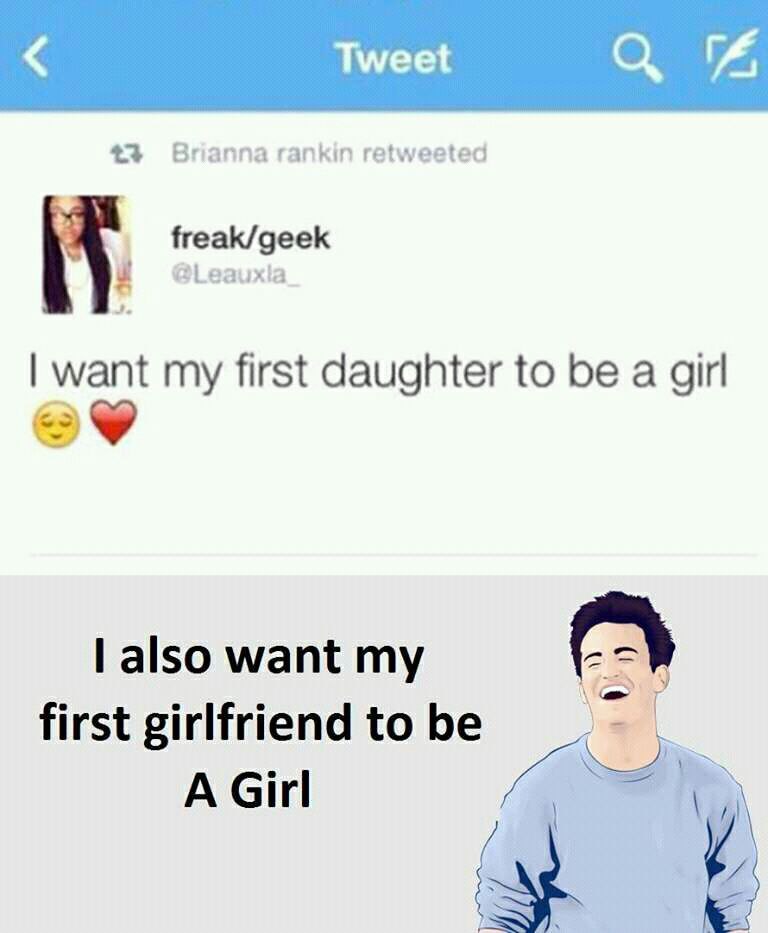 Tweet
Brianna rankin retweeted
freak/geek
@Leauxla_
I want my first daughter to be a girl
😌❤️
I also want my
first girlfriend to be
A Girl